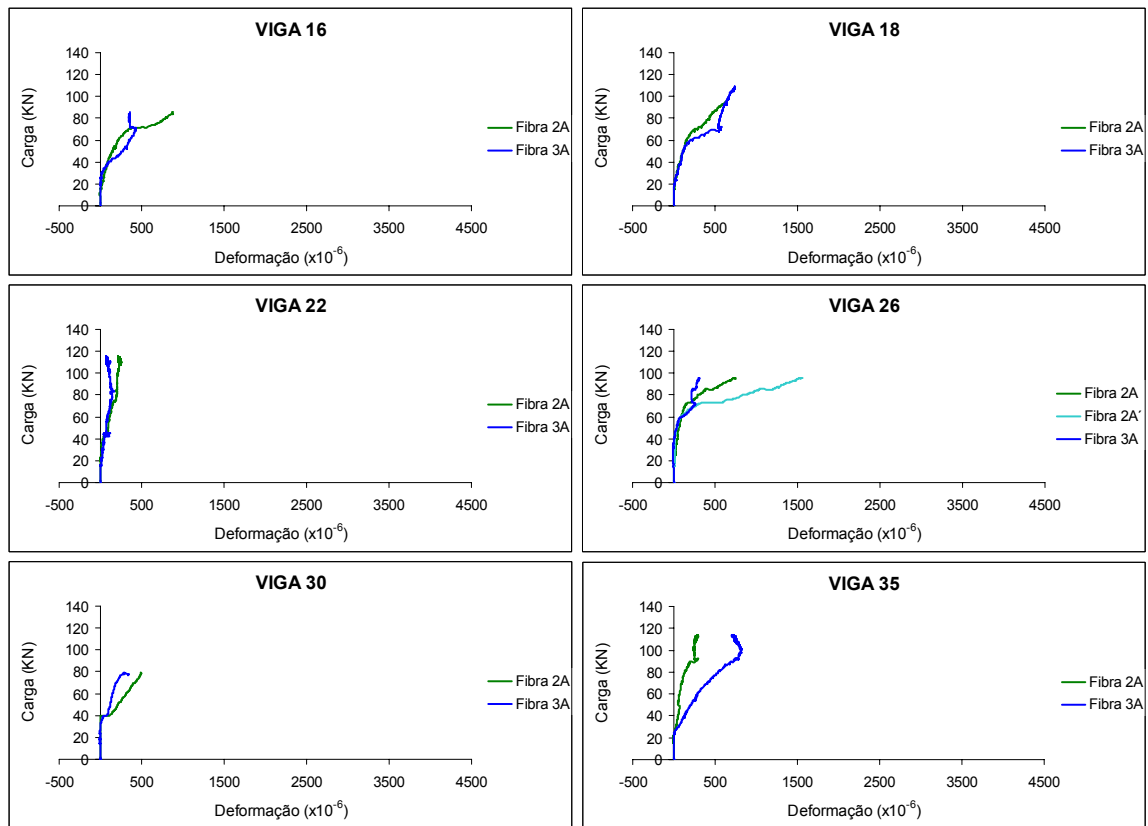 VIGA 16
140
120
100
80
60
40
20
0
-500 500 1500 2500 3500 4500
Carga (KN)
Deformação (x10-6)
Fibra 2A
Fibra 3A
VIGA 18
140
120
100
80
60
40
20
0
-500 500 1500 2500 3500 4500
Carga (KN)
Deformação (x10-6)
Fibra 2A
Fibra 3A
VIGA 22
140
120
100
80
60
40
20
0
-500 500 1500 2500 3500 4500
Carga (KN)
Deformação (x10-6)
Fibra 2A
Fibra 3A
VIGA 26
140
120
100
80
60
40
20
0
-500 500 1500 2500 3500 4500
Carga (KN)
Deformação (x10-6)
Fibra 2A
Fibra 2A´
Fibra 3A
VIGA 30
140
120
100
80
60
40
20
0
-500 500 1500 2500 3500 4500
Carga (KN)
Deformação (x10-6)
Fibra 2A
Fibra 3A
VIGA 35
140
120
100
80
60
40
20
0
-500 500 1500 2500 3500 4500
Carga (KN)
Deformação (x10-6)
Fibra 2A
Fibra 3A